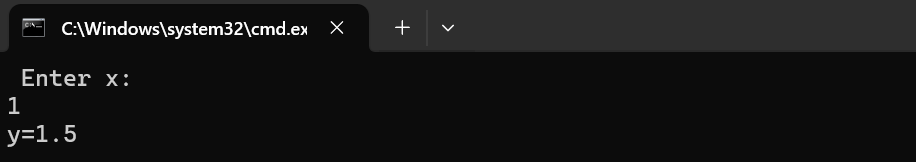 C:\Windows\system32\cmd.ex
Enter x:
1
y=1.5